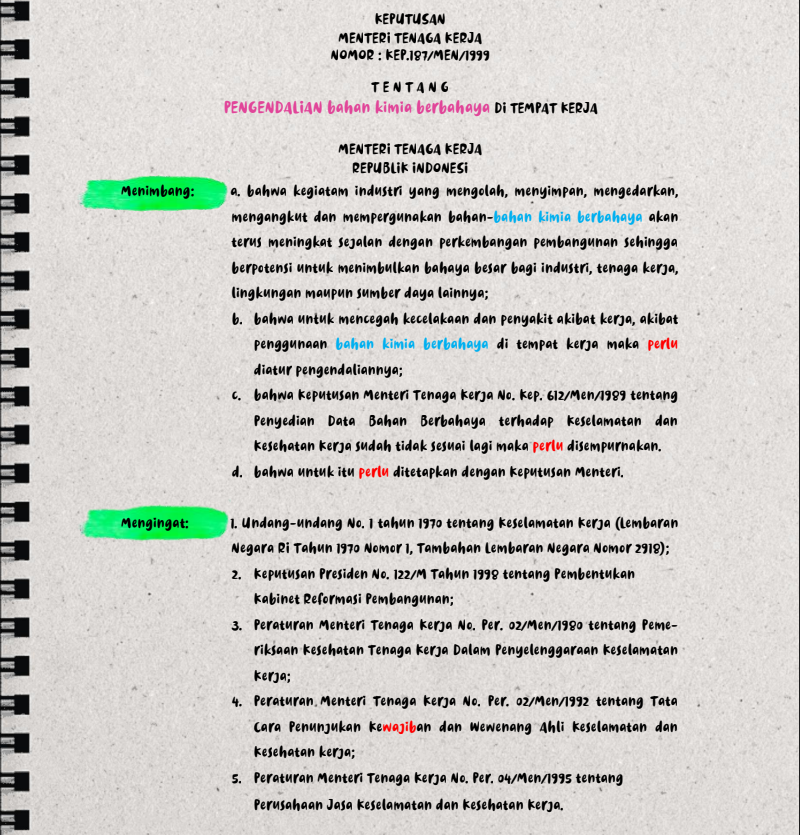 KEPUTUSAN
MENTERI TENAGA KERJA
NOMOR : KEP.187/MEN/1999
T E N T A N G
PENGENDALIAN bahan kimia berbahaya Di TEMPAT KERJA
MENTERI TENAGA KERJA
REPUBLIK INDONESI
Menimbang: a. bahwa kegiatam industri yang mengolah, menyimpan, mengedarkan,
mengangkut dan mempergunakan bahan-bahan kimia berbahaya akan
terus meningkat sejalan dengan perkembangan pembangunan sehingga
berpotensi untuk menimbulkan bahaya besar bagi industri, tenaga kerja,
lingkungan maupun sumber daya lainnya;
b. bahwa untuk mencegah kecelakaan dan penyakit akibat kerja, akibat
penggunaan bahan kimia berbahaya di tempat kerja maka perlu
diatur pengendaliannya;
c. bahwa Keputusan Menteri Tenaga Kerja No. Kep. 612/Men/1989 tentang
Penyedian Data Bahan Berbahaya terhadap Keselamatan dan
Kesehatan Kerja sudah tidak sesuai lagi maka perlu disempurnakan.
d. bahwa untuk itu perlu ditetapkan dengan Keputusan Menteri.
Mengingat: 1. Undang-undang No. 1 tahun 1970 tentang Keselamatan Kerja (Lembaran
Negara Ri Tahun 1970 Nomor 1, Tambahan Lembaran Negara Nomor 2918);
2. Keputusan Presiden No. 122/M Tahun 1998 tentang Pembentukan
Kabinet Reformasi Pembangunan;
3. Peraturan Menteri Tenaga Kerja No. Per. 02/Men/1980 tentang Peme-
riksaan Kesehatan Tenaga Kerja Dalam Penyelenggaraan Keselamatan
Kerja;
4. Peraturan Menteri Tenaga Kerja No. Per. 02/Men/1992 tentang Tata
Cara Penunjukan Kewajiban dan Wewenang Ahli Keselamatan dan
Kesehatan kerja;
5. Peraturan Menteri Tenaga Kerja No. Per. 04/Men/1995 tentang
Perusahaan Jasa Keselamatan dan Kesehatan Kerja.